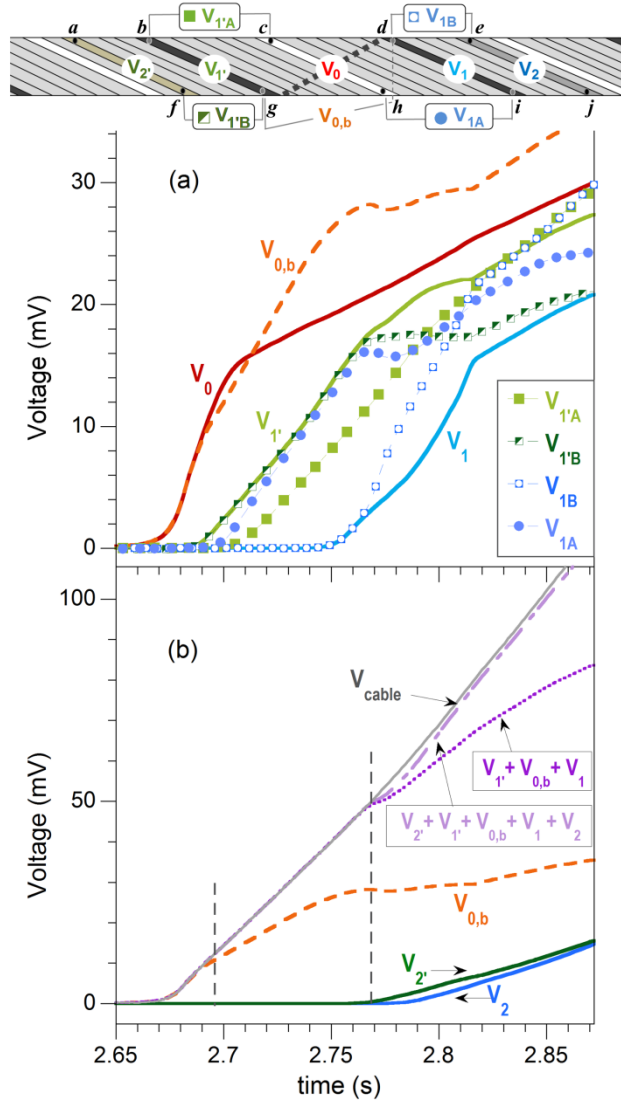 V1'A
V1B
a b c d e
V2' V1' V0 V1 V2
f g h i j
V1'B V0,b V1A
(a)
30
20
10
0
Voltage (mV)
V0,b
V0
V1'
V1
V1'A
V1'B
V1B
V1A
(b)
100
50
0
Voltage (mV)
Vcable
V1' + V0,b + V1
V2' + V1' + V0,b + V1 + V2
V0,b
V2'
V2
2.65 2.7 2.75 2.8 2.85
time (s)